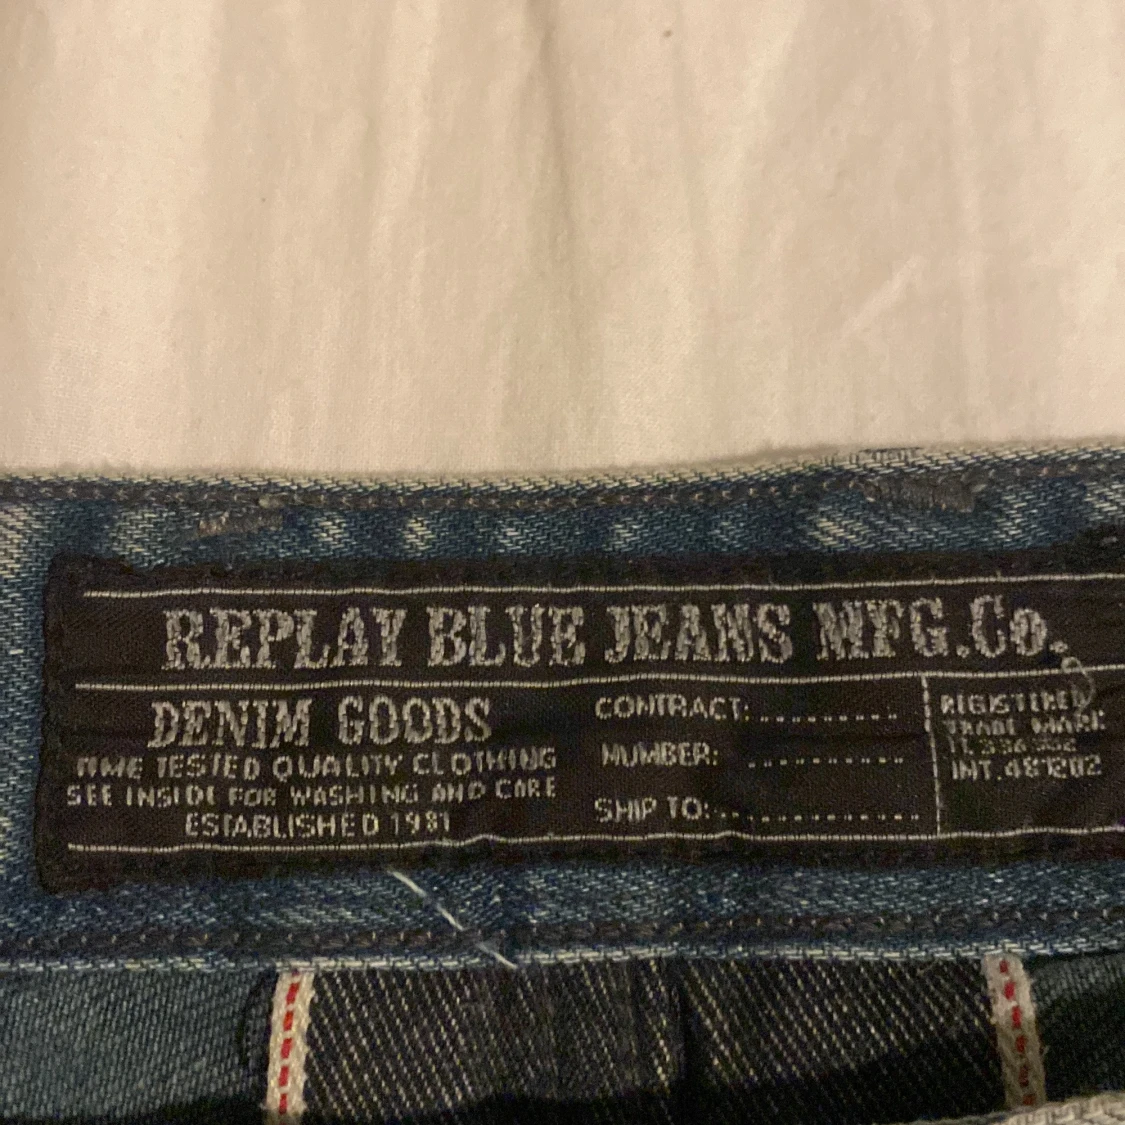 REPLAY BLUE JEANS MFG.Co.
DENIM GOODS
TIME TESTED QUALITY CLOTHING
SEE INSIDE FOR WASHING AND CARE
ESTABLISHED 1981
CONTRACT: .........
NUMBER: ..........
SHIP TO: .............
REGISTERED
TRADE MARK
INT.481202